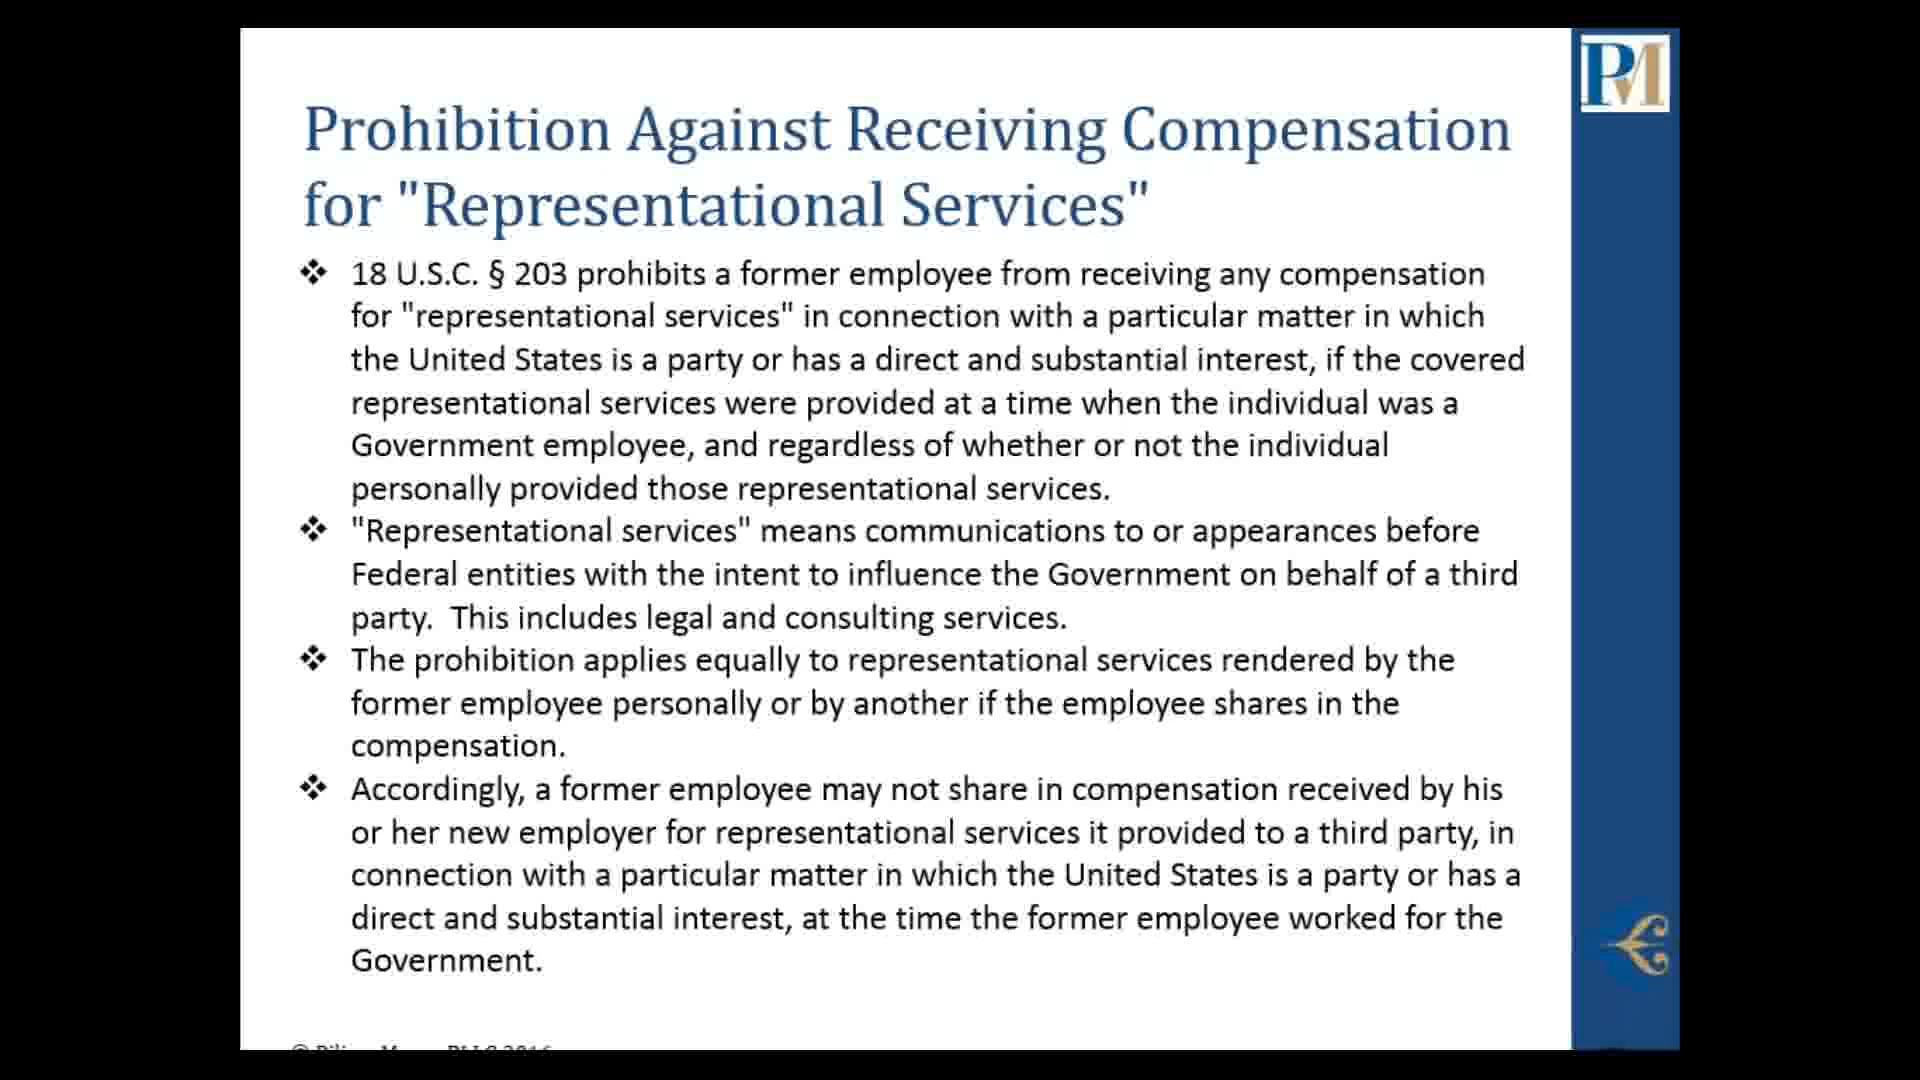 PM
Prohibition Against Receiving Compensation
for "Representational Services"
❖ 18 U.S.C. § 203 prohibits a former employee from receiving any compensation
for "representational services" in connection with a particular matter in which
the United States is a party or has a direct and substantial interest, if the covered
representational services were provided at a time when the individual was a
Government employee, and regardless of whether or not the individual
personally provided those representational services.
❖ "Representational services" means communications to or appearances before
Federal entities with the intent to influence the Government on behalf of a third
party.  This includes legal and consulting services.
❖ The prohibition applies equally to representational services rendered by the
former employee personally or by another if the employee shares in the
compensation.
❖ Accordingly, a former employee may not share in compensation received by his
or her new employer for representational services it provided to a third party, in
connection with a particular matter in which the United States is a party or has a
direct and substantial interest, at the time the former employee worked for the
Government.